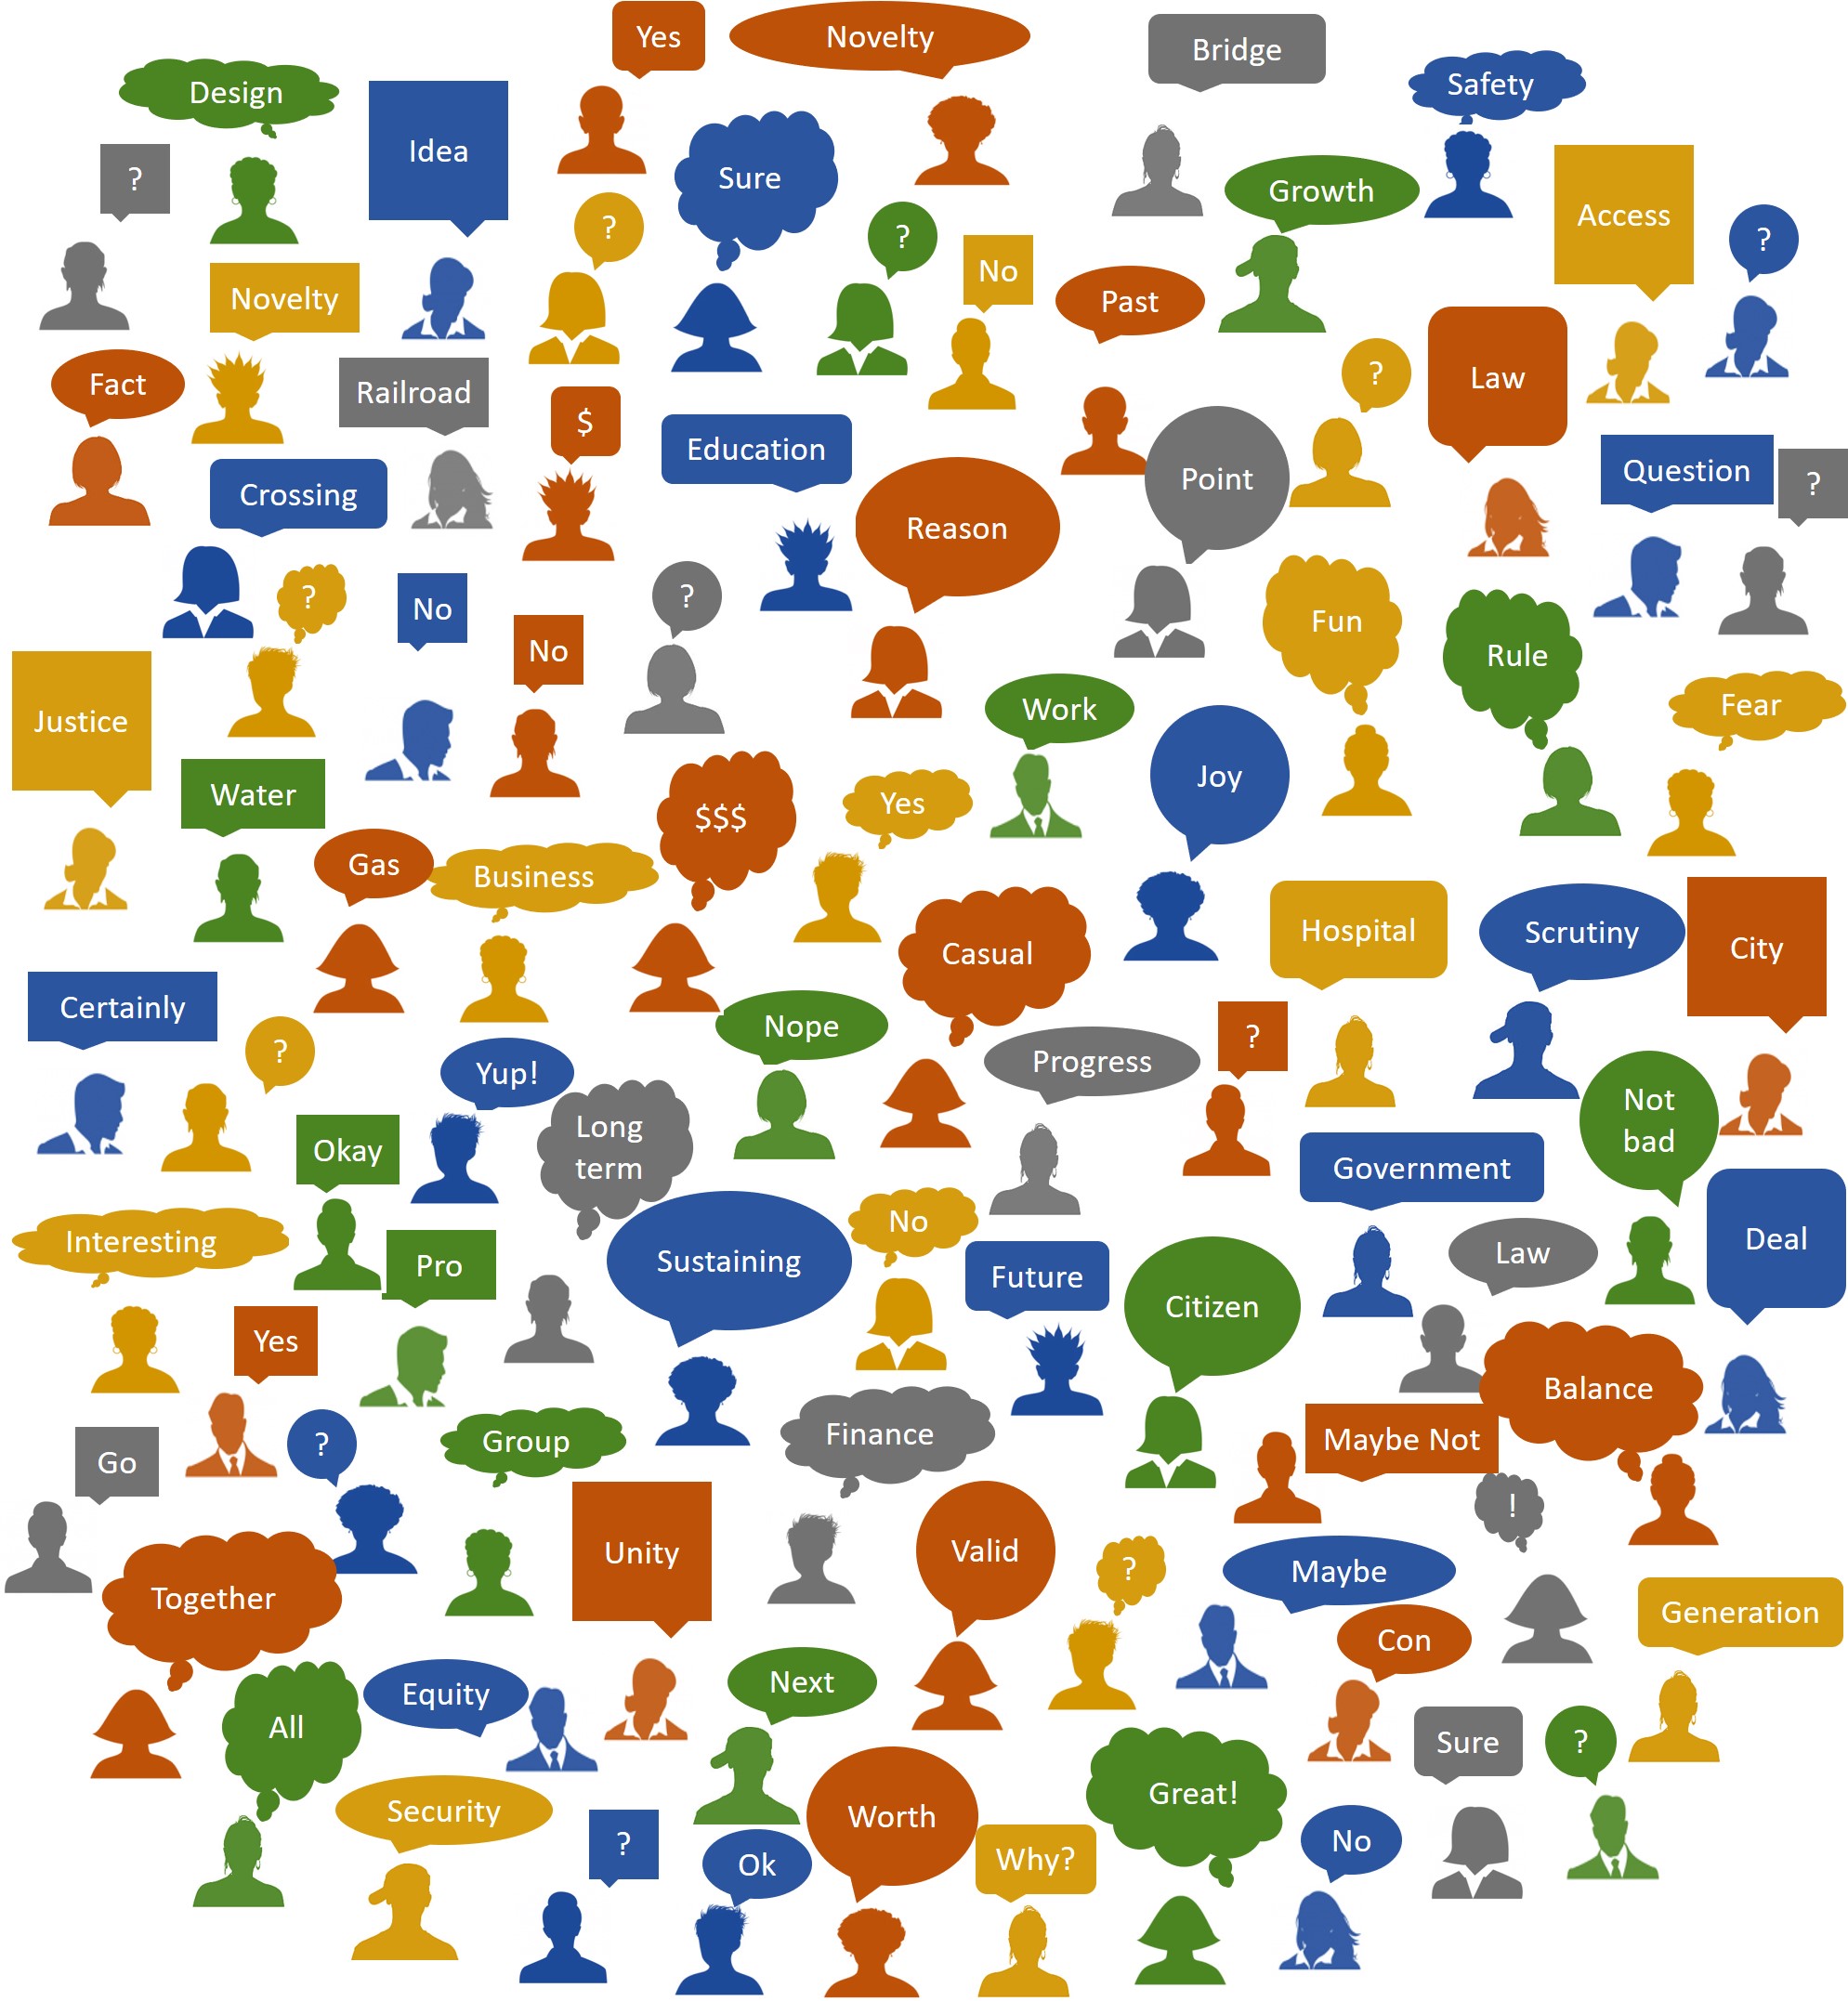 Yes
Novelty
Bridge
Design
Safety
Idea
?
Sure
Growth
Access
?
?
?
Novelty
No
Past
Fact
Railroad
$
?
Law
Education
Point
Question
?
Crossing
Reason
?
No
?
Fun
No
Rule
Justice
Work
Fear
Water
$$$
Yes
Joy
Gas
Business
Casual
Hospital
Scrutiny
City
Certainly
Nope
?
Yup!
Progress
?
Long
term
Not
bad
Okay
Government
Interesting
Pro
Sustaining
No
Future
Citizen
Law
Deal
Yes
Balance
Go
?
Group
Finance
Maybe Not
!
Together
Unity
Valid
?
Maybe
Generation
Con
All
Equity
Next
Sure
?
Security
?
Ok
Worth
Why?
Great!
No